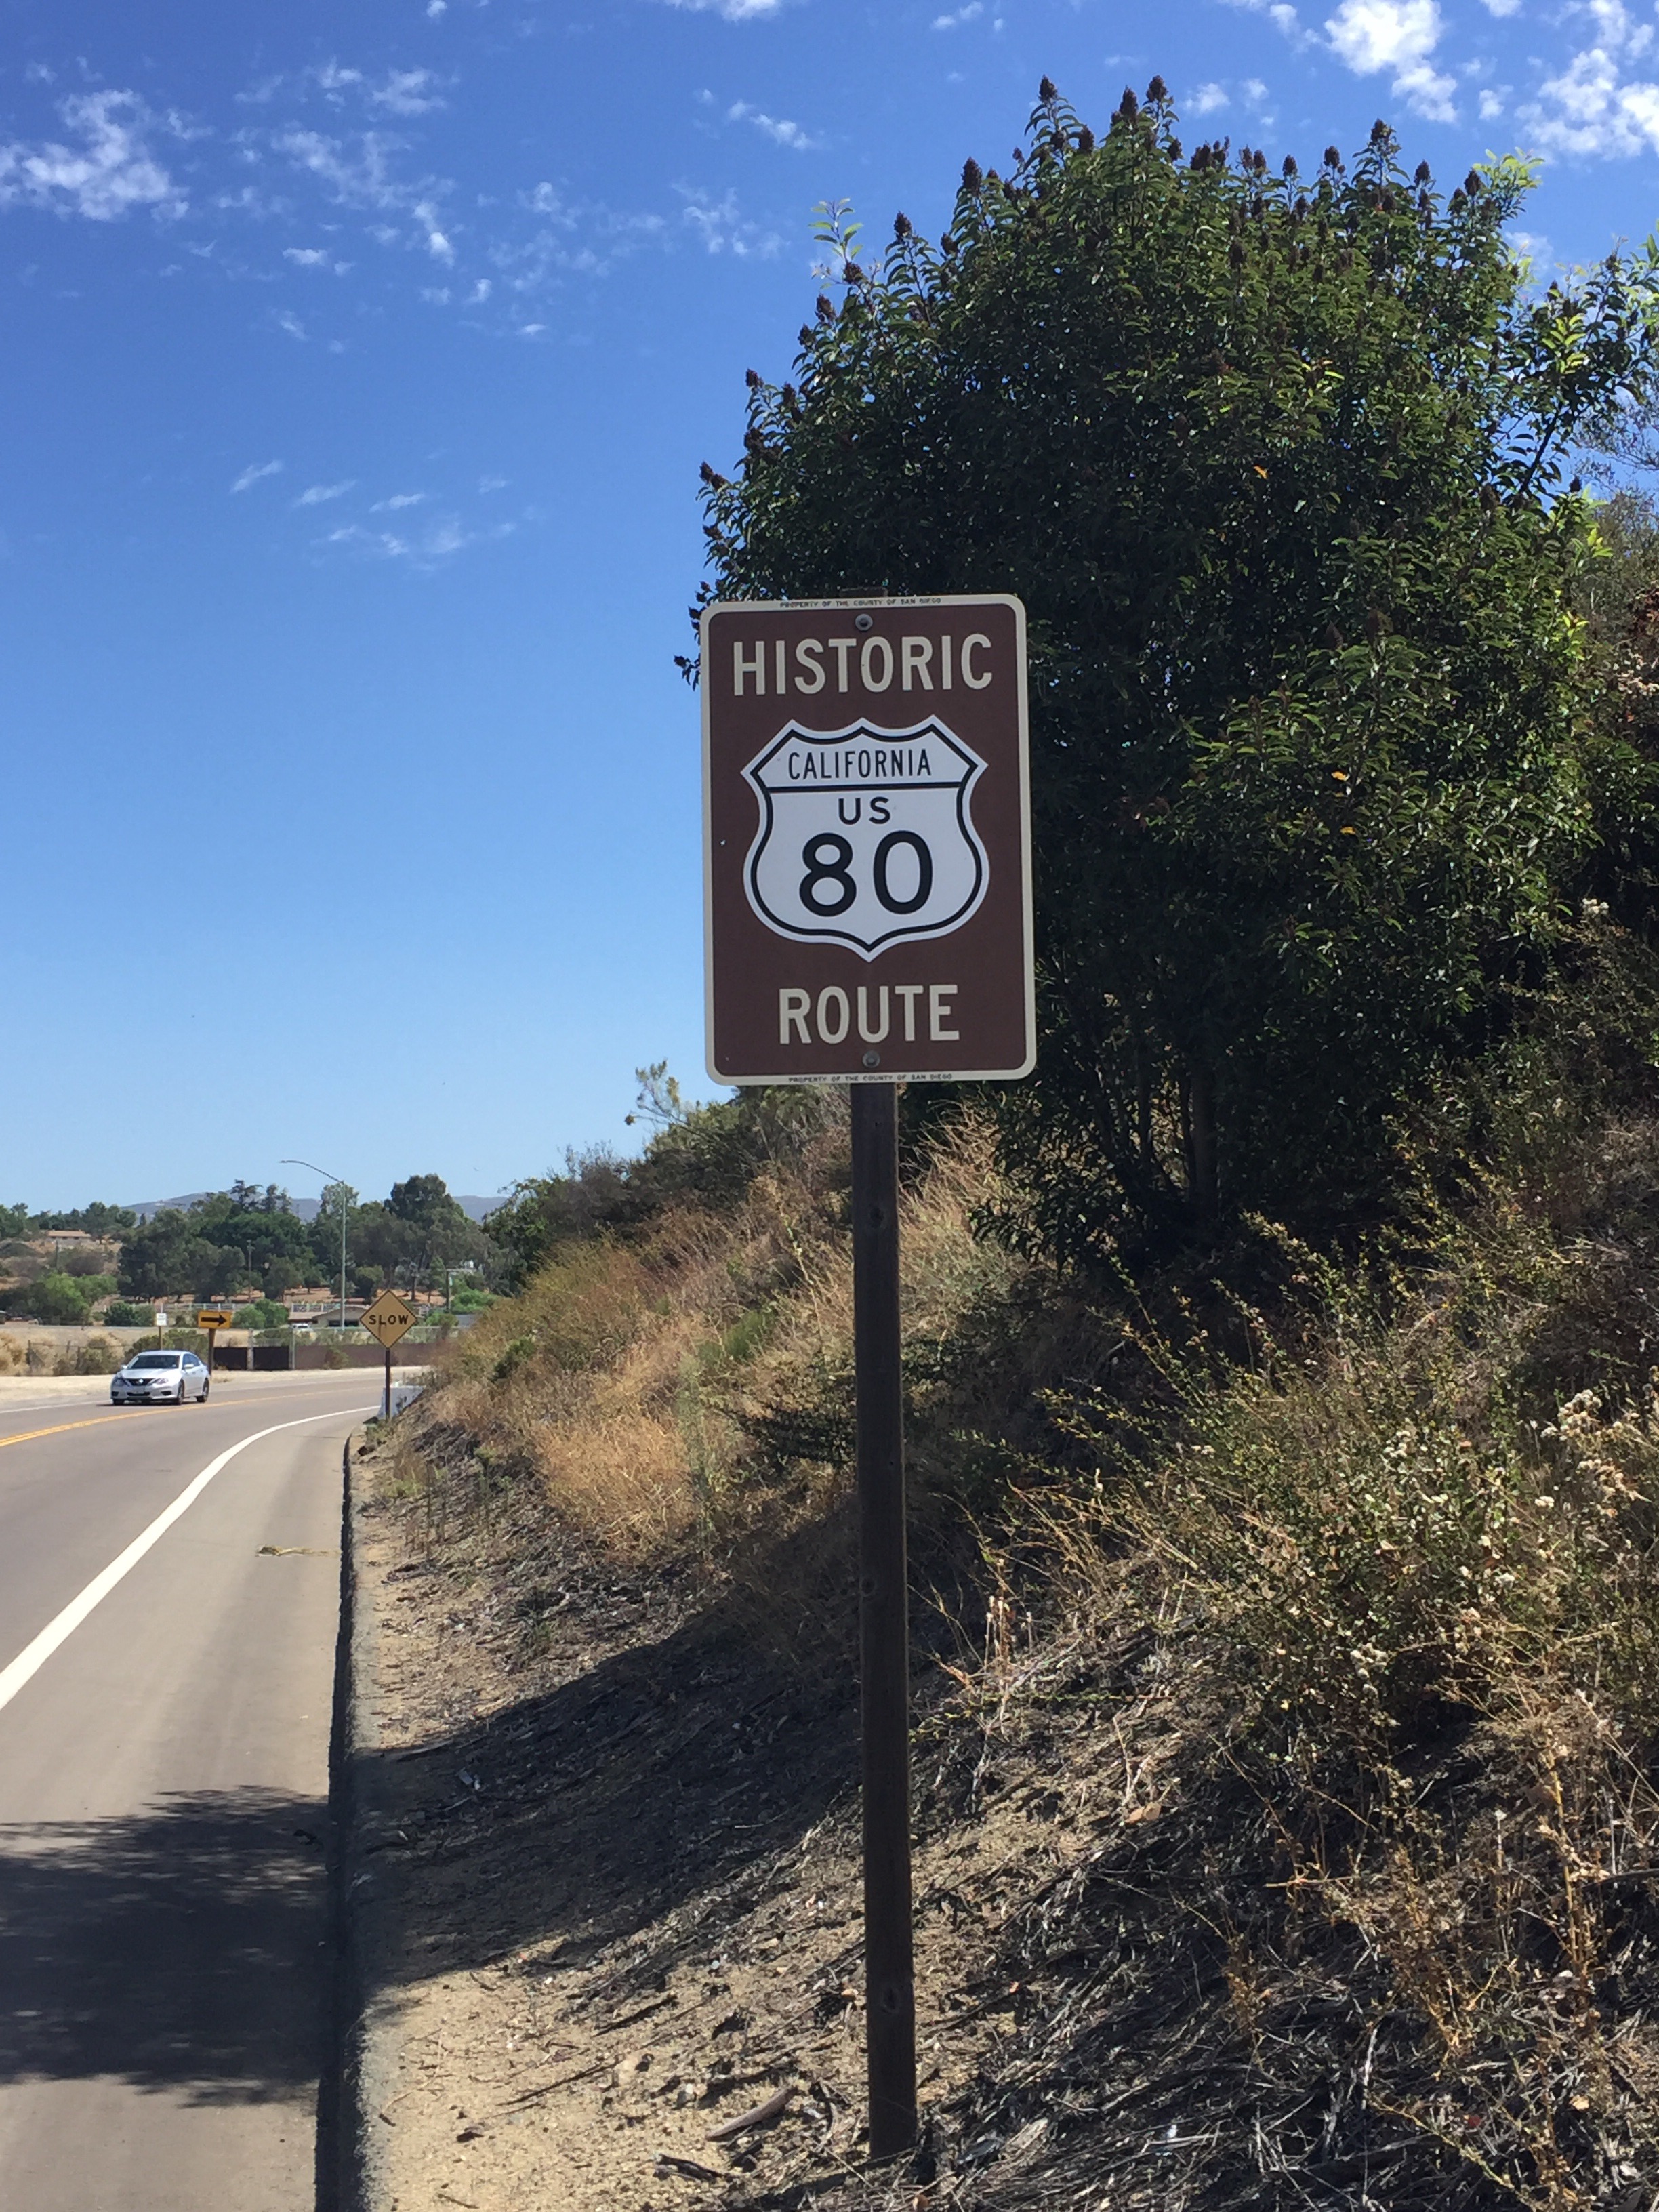 PROPERTY OF THE COUNTY OF SAN DIEGO
HISTORIC
CALIFORNIA
US
80
ROUTE
PROPERTY OF THE COUNTY OF SAN DIEGO
SLOW